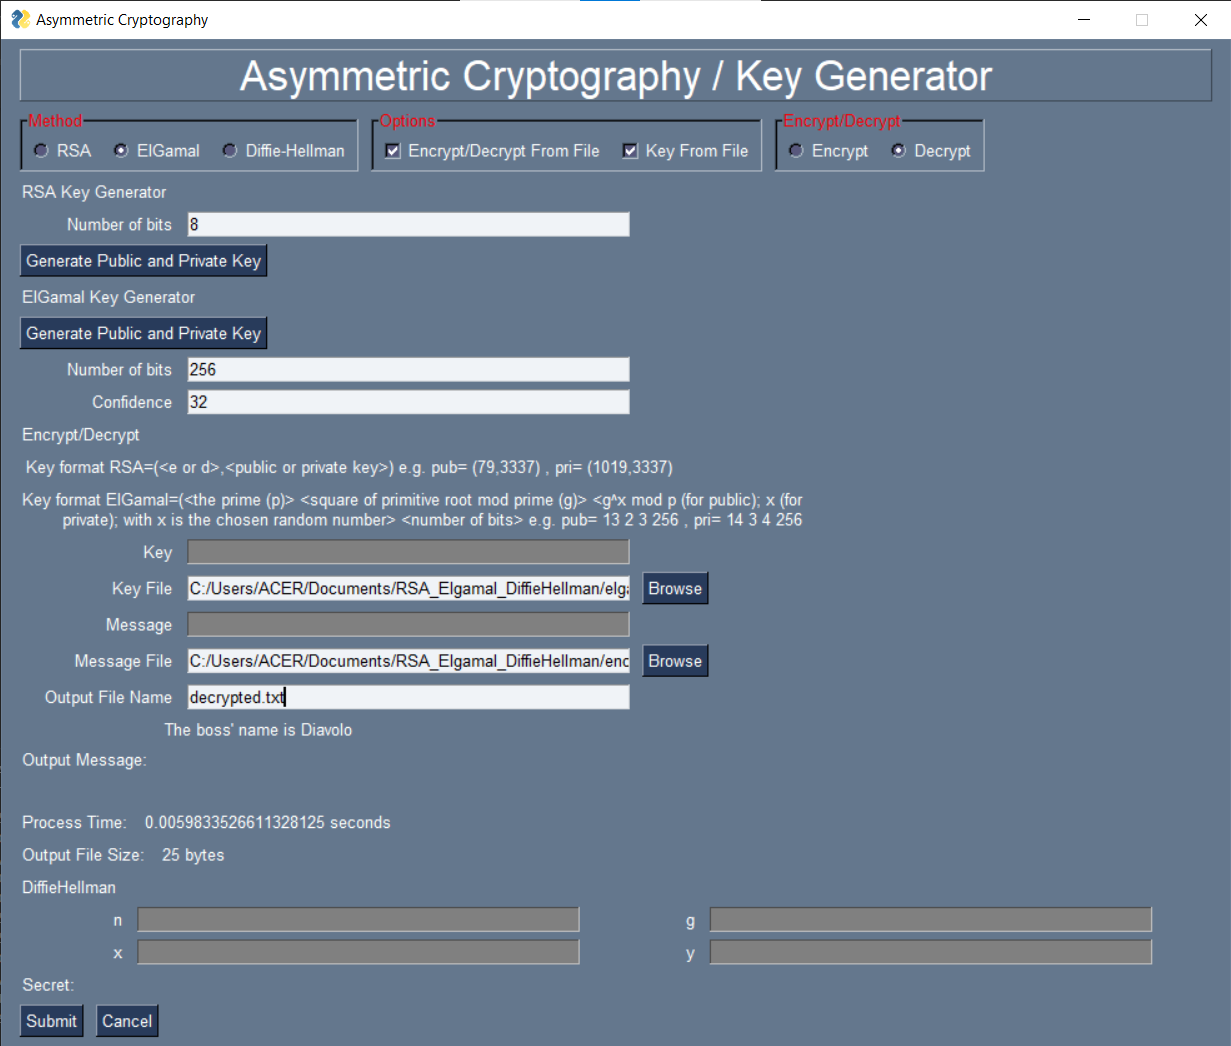 Asymmetric Cryptography
Asymmetric Cryptography / Key Generator
Method
Options
Encrypt/Decrypt
RSA ElGamal Diffie-Hellman
Encrypt/Decrypt From File Key From File
Encrypt Decrypt
RSA Key Generator
Number of bits 8
Generate Public and Private Key
ElGamal Key Generator
Generate Public and Private Key
Number of bits 256
Confidence 32
Encrypt/Decrypt
Key format RSA=(<e or d>,<public or private key>) e.g. pub= (79,3337) , pri= (1019,3337)
Key format ElGamal=(<the prime (p)> <square of primitive root mod prime (g)> <g^x mod p (for public); x (for
private); with x is the chosen random number> <number of bits> e.g. pub= 13 2 3 256 , pri= 14 3 4 256
Key
Key File C:/Users/ACER/Documents/RSA_Elgamal_DiffieHellman/elga Browse
Message
Message File C:/Users/ACER/Documents/RSA_Elgamal_DiffieHellman/enc Browse
Output File Name decrypted.txt
The boss' name is Diavolo
Output Message:
Process Time: 0.0059833526611328125 seconds
Output File Size: 25 bytes
DiffieHellman
n g
x y
Secret:
Submit Cancel